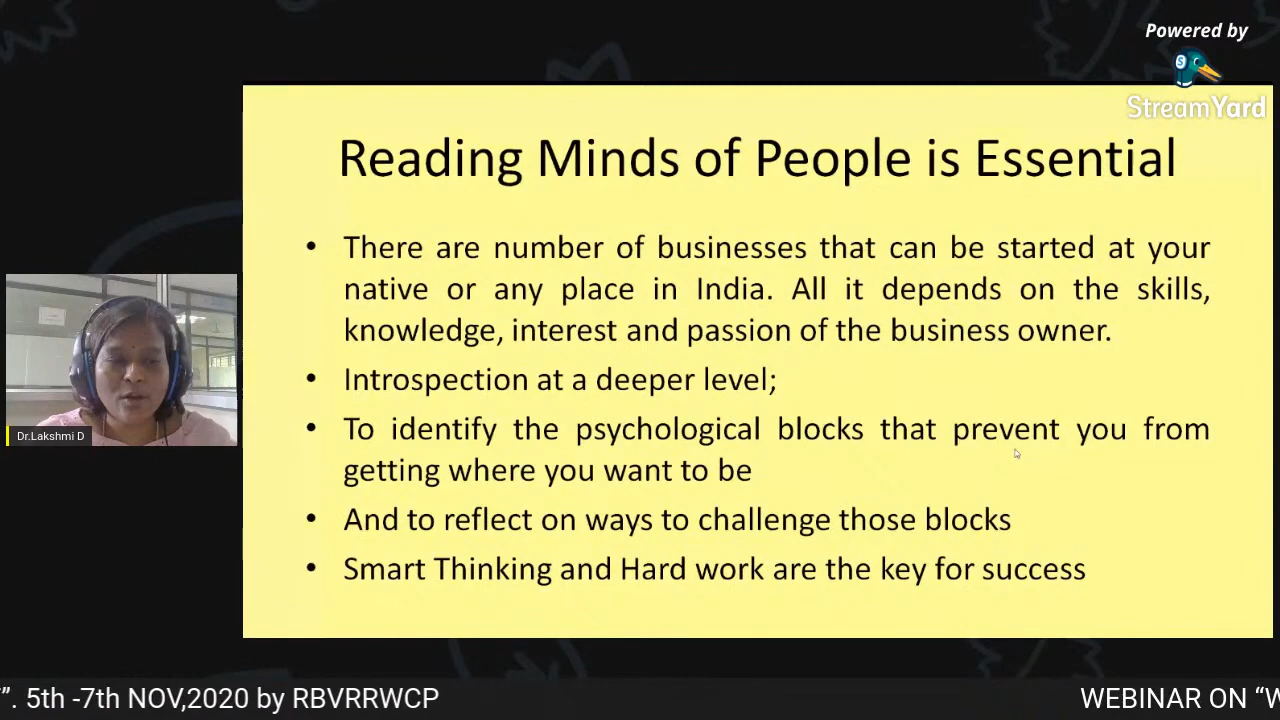 Powered by
StreamYard
Reading Minds of People is Essential
• There are number of businesses that can be started at your
native or any place in India. All it depends on the skills,
knowledge, interest and passion of the business owner.
• Introspection at a deeper level;
• To identify the psychological blocks that prevent you from
getting where you want to be
• And to reflect on ways to challenge those blocks
• Smart Thinking and Hard work are the key for success
Dr.Lakshmi D
”. 5th -7th NOV,2020 by RBVRRWCP
WEBINAR ON “W